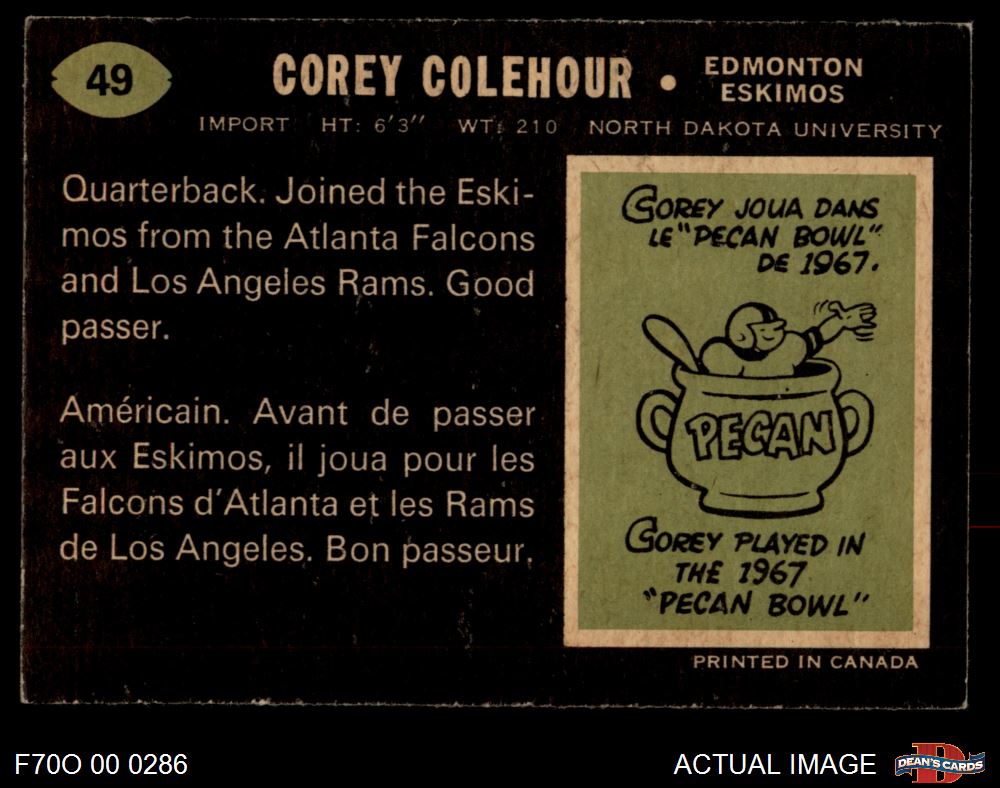 49
COREY COLEHOUR • EDMONTON
ESKIMOS
IMPORT HT: 6'3" WT: 210 NORTH DAKOTA UNIVERSITY
Quarterback. Joined the Eski-
mos from the Atlanta Falcons
and Los Angeles Rams. Good
passer.
Américain. Avant de passer
aux Eskimos, il joua pour les
Falcons d'Atlanta et les Rams
de Los Angeles. Bon passeur.
COREY JOUA DANS
LE "PECAN BOWL"
DE 1967.
PECAN
COREY PLAYED IN
THE 1967
"PECAN BOWL"
PRINTED IN CANADA
F70O 00 0286
ACTUAL IMAGE
D
DEAN'S CARDS